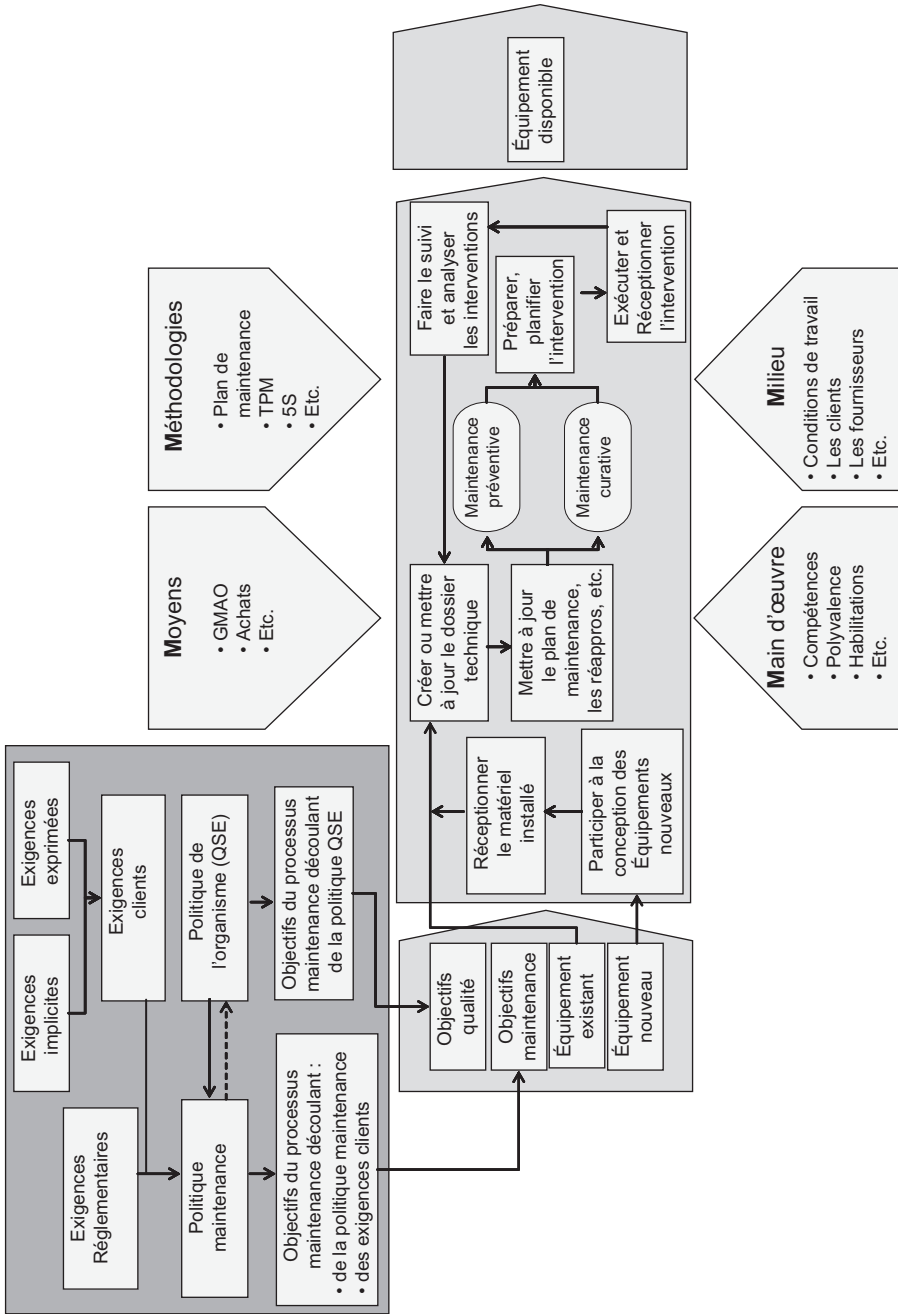 Exigences
implicites
Exigences
exprimées
Exigences
Réglementaires
Exigences
clients
Politique
maintenance
Politique de
l'organisme (QSE)
Objectifs du processus
maintenance découlant :
• de la politique maintenance
• des exigences clients
Objectifs du processus
maintenance découlant
de la politique QSE
Moyens
• GMAO
• Achats
• Etc.
Méthodologies
• Plan de
maintenance
• TPM
• 5S
• Etc.
Objectifs
qualité
Objectifs
maintenance
Équipement
existant
Équipement
nouveau
Réceptionner
le matériel
installé
Participer à la
conception des
Équipements
nouveaux
Créer ou mettre
à jour le dossier
technique
Mettre à jour
le plan de
maintenance,
les réappros, etc.
Maintenance
préventive
Maintenance
curative
Faire le suivi
et analyser
les interventions
Préparer,
planifier
l'intervention
Exécuter et
Réceptionner
l'intervention
Équipement
disponible
Main d'œuvre
• Compétences
• Polyvalence
• Habilitations
• Etc.
Milieu
• Conditions de travail
• Les clients
• Les fournisseurs
• Etc.